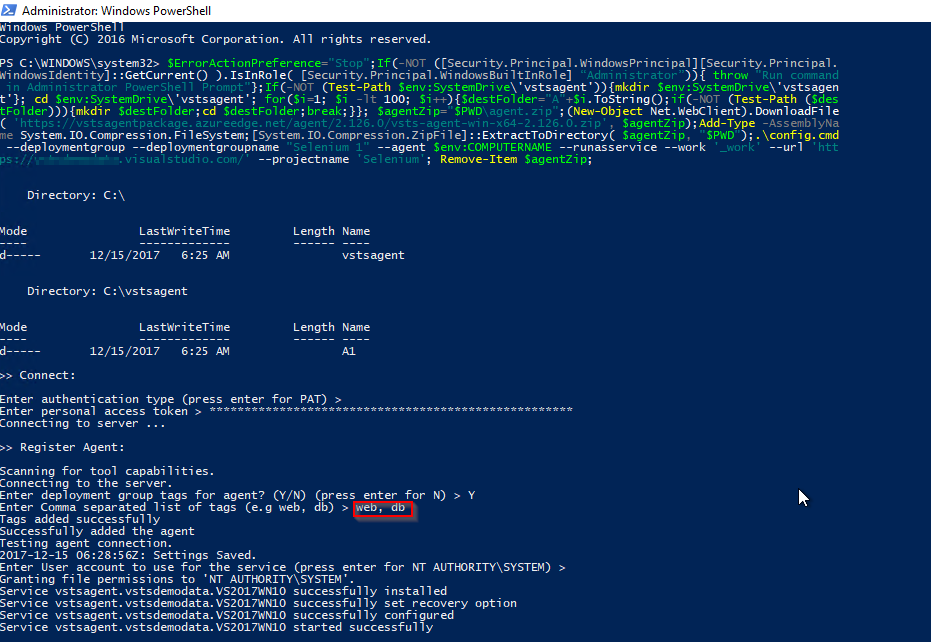 Administrator: Windows PowerShell
Windows PowerShell
Copyright (C) 2016 Microsoft Corporation. All rights reserved.
PS C:\WINDOWS\system32> $ErrorActionPreference="Stop";If(-NOT ([Security.Principal.WindowsPrincipal][Security.Principal.
WindowsIdentity]::GetCurrent() ).IsInRole( [Security.Principal.WindowsBuiltInRole] "Administrator")){ throw "Run command
 in Administrator PowerShell Prompt"};If(-NOT (Test-Path $env:SystemDrive\'vstsagent')){mkdir $env:SystemDrive\'vstsagen
t'}; cd $env:SystemDrive\'vstsagent'; for($i=1; $i -lt 100; $i++){$destFolder="A"+$i.ToString();if(-NOT (Test-Path ($des
tFolder))){mkdir $destFolder;cd $destFolder;break;}}; $agentZip="$PWD\agent.zip";(New-Object Net.WebClient).DownloadFile
( 'https://vstsagentpackage.azureedge.net/agent/2.126.0/vsts-agent-win-x64-2.126.0.zip', $agentZip);Add-Type -AssemblyNa
me System.IO.Compression.FileSystem;[System.IO.Compression.ZipFile]::ExtractToDirectory( $agentZip, "$PWD");.\config.cmd
 --deploymentgroup --deploymentgroupname "Selenium 1" --agent $env:COMPUTERNAME --runasservice --work '_work' --url 'htt
ps://.visualstudio.com/' --projectname 'Selenium'; Remove-Item $agentZip;
Directory: C:\
Mode LastWriteTime Length Name
---- ------------- ------ ----
d----- 12/15/2017 6:25 AM vstsagent
Directory: C:\vstsagent
Mode LastWriteTime Length Name
---- ------------- ------ ----
d----- 12/15/2017 6:25 AM A1
>> Connect:
Enter authentication type (press enter for PAT) >
Enter personal access token > ****************************************************
Connecting to server ...
>> Register Agent:
Scanning for tool capabilities.
Connecting to the server.
Enter deployment group tags for agent? (Y/N) (press enter for N) > Y
Enter Comma separated list of tags (e.g web, db) > web, db
Tags added successfully
Successfully added the agent
Testing agent connection.
2017-12-15 06:28:56Z: Settings Saved.
Enter User account to use for the service (press enter for NT AUTHORITY\SYSTEM) >
Granting file permissions to 'NT AUTHORITY\SYSTEM'.
Service vstsagent.vstsdemodata.VS2017WN10 successfully installed
Service vstsagent.vstsdemodata.VS2017WN10 successfully set recovery option
Service vstsagent.vstsdemodata.VS2017WN10 successfully configured
Service vstsagent.vstsdemodata.VS2017WN10 started successfully